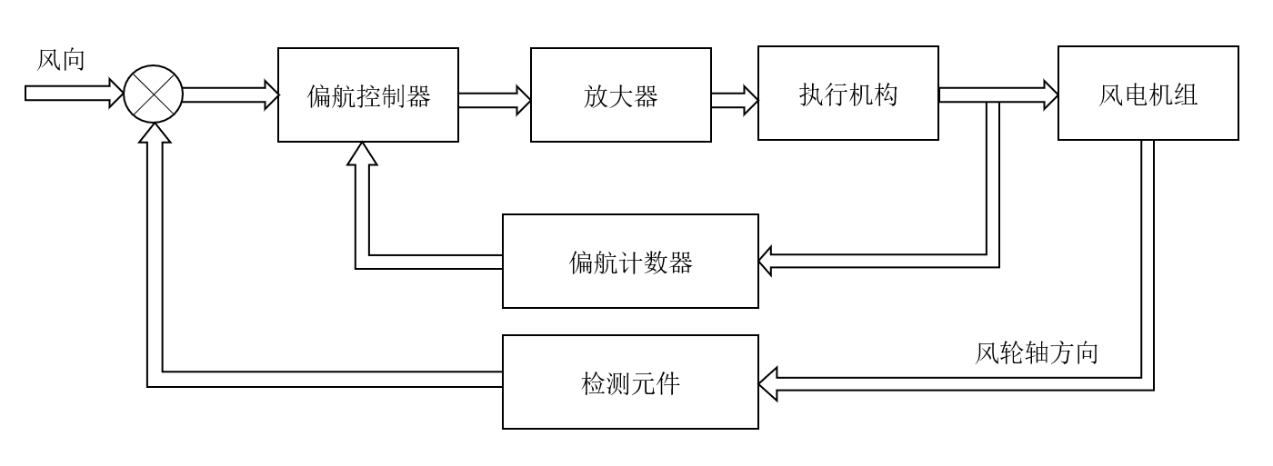 风向
偏航控制器
放大器
执行机构
风电机组
偏航计数器
风轮轴方向
检测元件